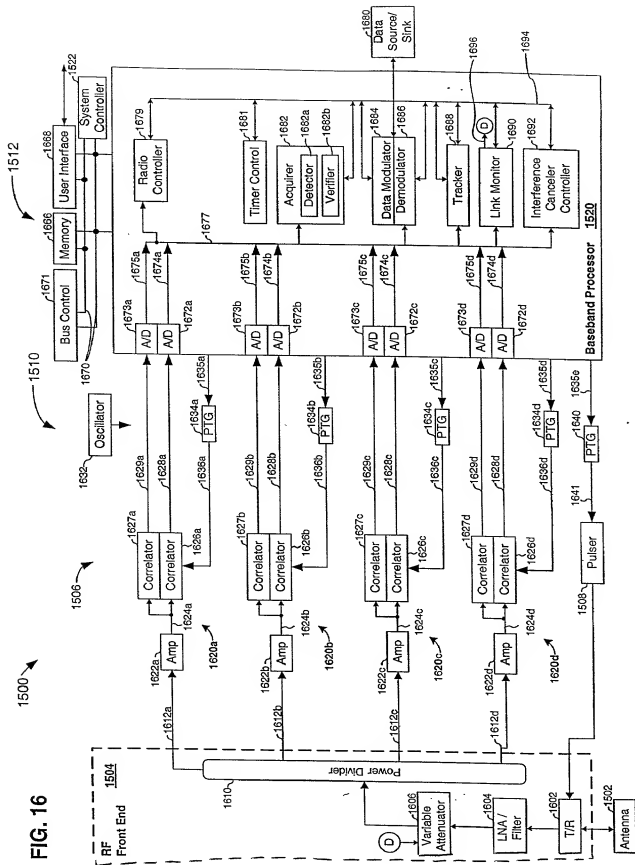 FIG. 16
1500
1506
1510
1512
RF
Front End
1504
Antenna
1502
T/R
1602
LNA /
Filter
1604
Variable
Attenuator
1606
D
Power Divider
1610
1612a
1622a
Amp
1624a
1620a
1627a
Correlator
Correlator
1626a
1629a
1628a
1636a
1634a
PTG
1635a
1673a
A/D
A/D
1672a
1675a
1674a
1612b
1622b
Amp
1624b
1620b
1627b
Correlator
Correlator
1626b
1629b
1628b
1636b
1634b
PTG
1635b
1673b
A/D
A/D
1672b
1675b
1674b
1612c
1622c
Amp
1624c
1620c
1627c
Correlator
Correlator
1626c
1629c
1628c
1636c
1634c
PTG
1635c
1673c
A/D
A/D
1672c
1675c
1674c
1612d
1622d
Amp
1624d
1620d
1627d
Correlator
Correlator
1626d
1629d
1628d
1636d
1634d
PTG
1635d
1673d
A/D
A/D
1672d
1675d
1674d
Pulser
1508
1641
PTG
1640
1635e
Oscillator
1632
Bus Control
1671
1670
Memory
1666
User Interface
1668
System
Controller
1522
Radio
Controller
1679
1677
Timer Control
1681
Acquirer
1682
Detector
1682a
Verifier
1682b
Data Modulator
1684
Demodulator
1686
Tracker
1688
Link Monitor
1690
D
1696
Interference
Canceler
Controller
1692
1694
Data
Source/
Sink
1680
Baseband Processor
1520